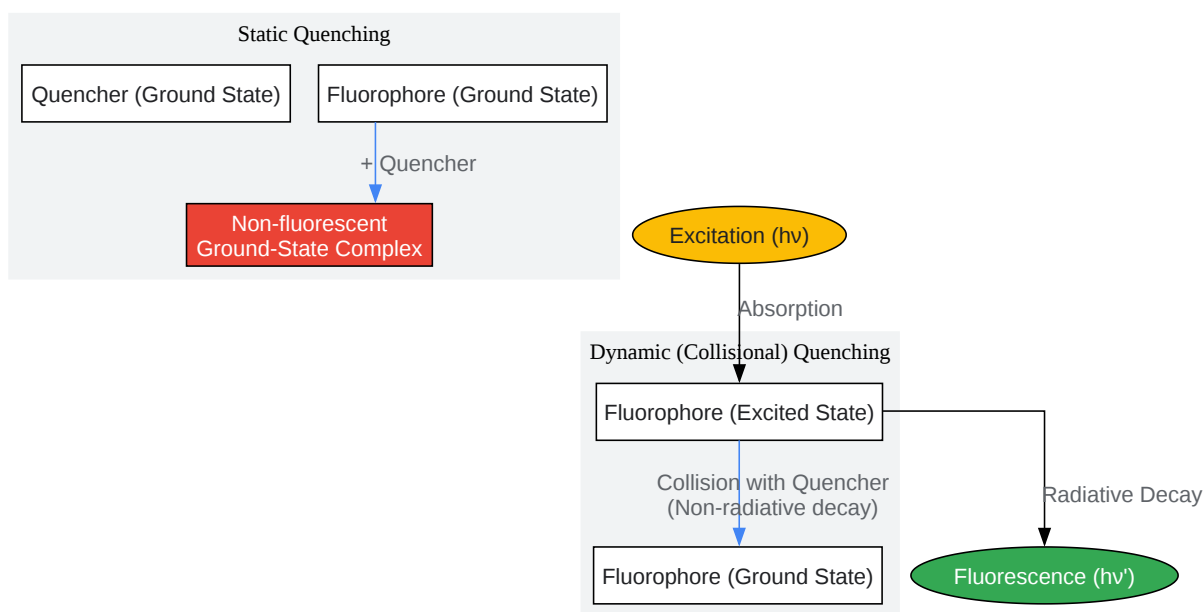 Static Quenching
Quencher (Ground State)
Fluorophore (Ground State)
+ Quencher
Non-fluorescent
Ground-State Complex
Excitation (hν)
Absorption
Dynamic (Collisional) Quenching
Fluorophore (Excited State)
Collision with Quencher
(Non-radiative decay)
Radiative Decay
Fluorophore (Ground State)
Fluorescence (hν')